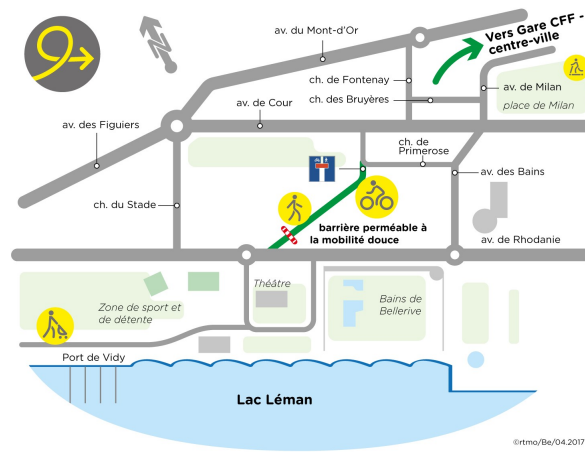 Vers Gare CFF -
centre-ville
av. du Mont-d'Or
ch. de Fontenay
av. de Milan
ch. des Bruyères
place de Milan
av. de Cour
av. des Figuiers
ch. de
Primerose
av. des Bains
ch. du Stade
barrière perméable à
la mobilité douce
av. de Rhodanie
Théâtre
Zone de sport et
de détente
Bains de
Bellerive
Port de Vidy
Lac Léman
©rtmo/Be/04.2017